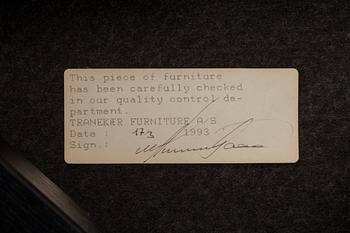 This piece of furniture
has been carefully checked
in our quality control de-
partment.
TRANEKÆR FURNITURE A/S
Date : 17/3 1993
Sign.: